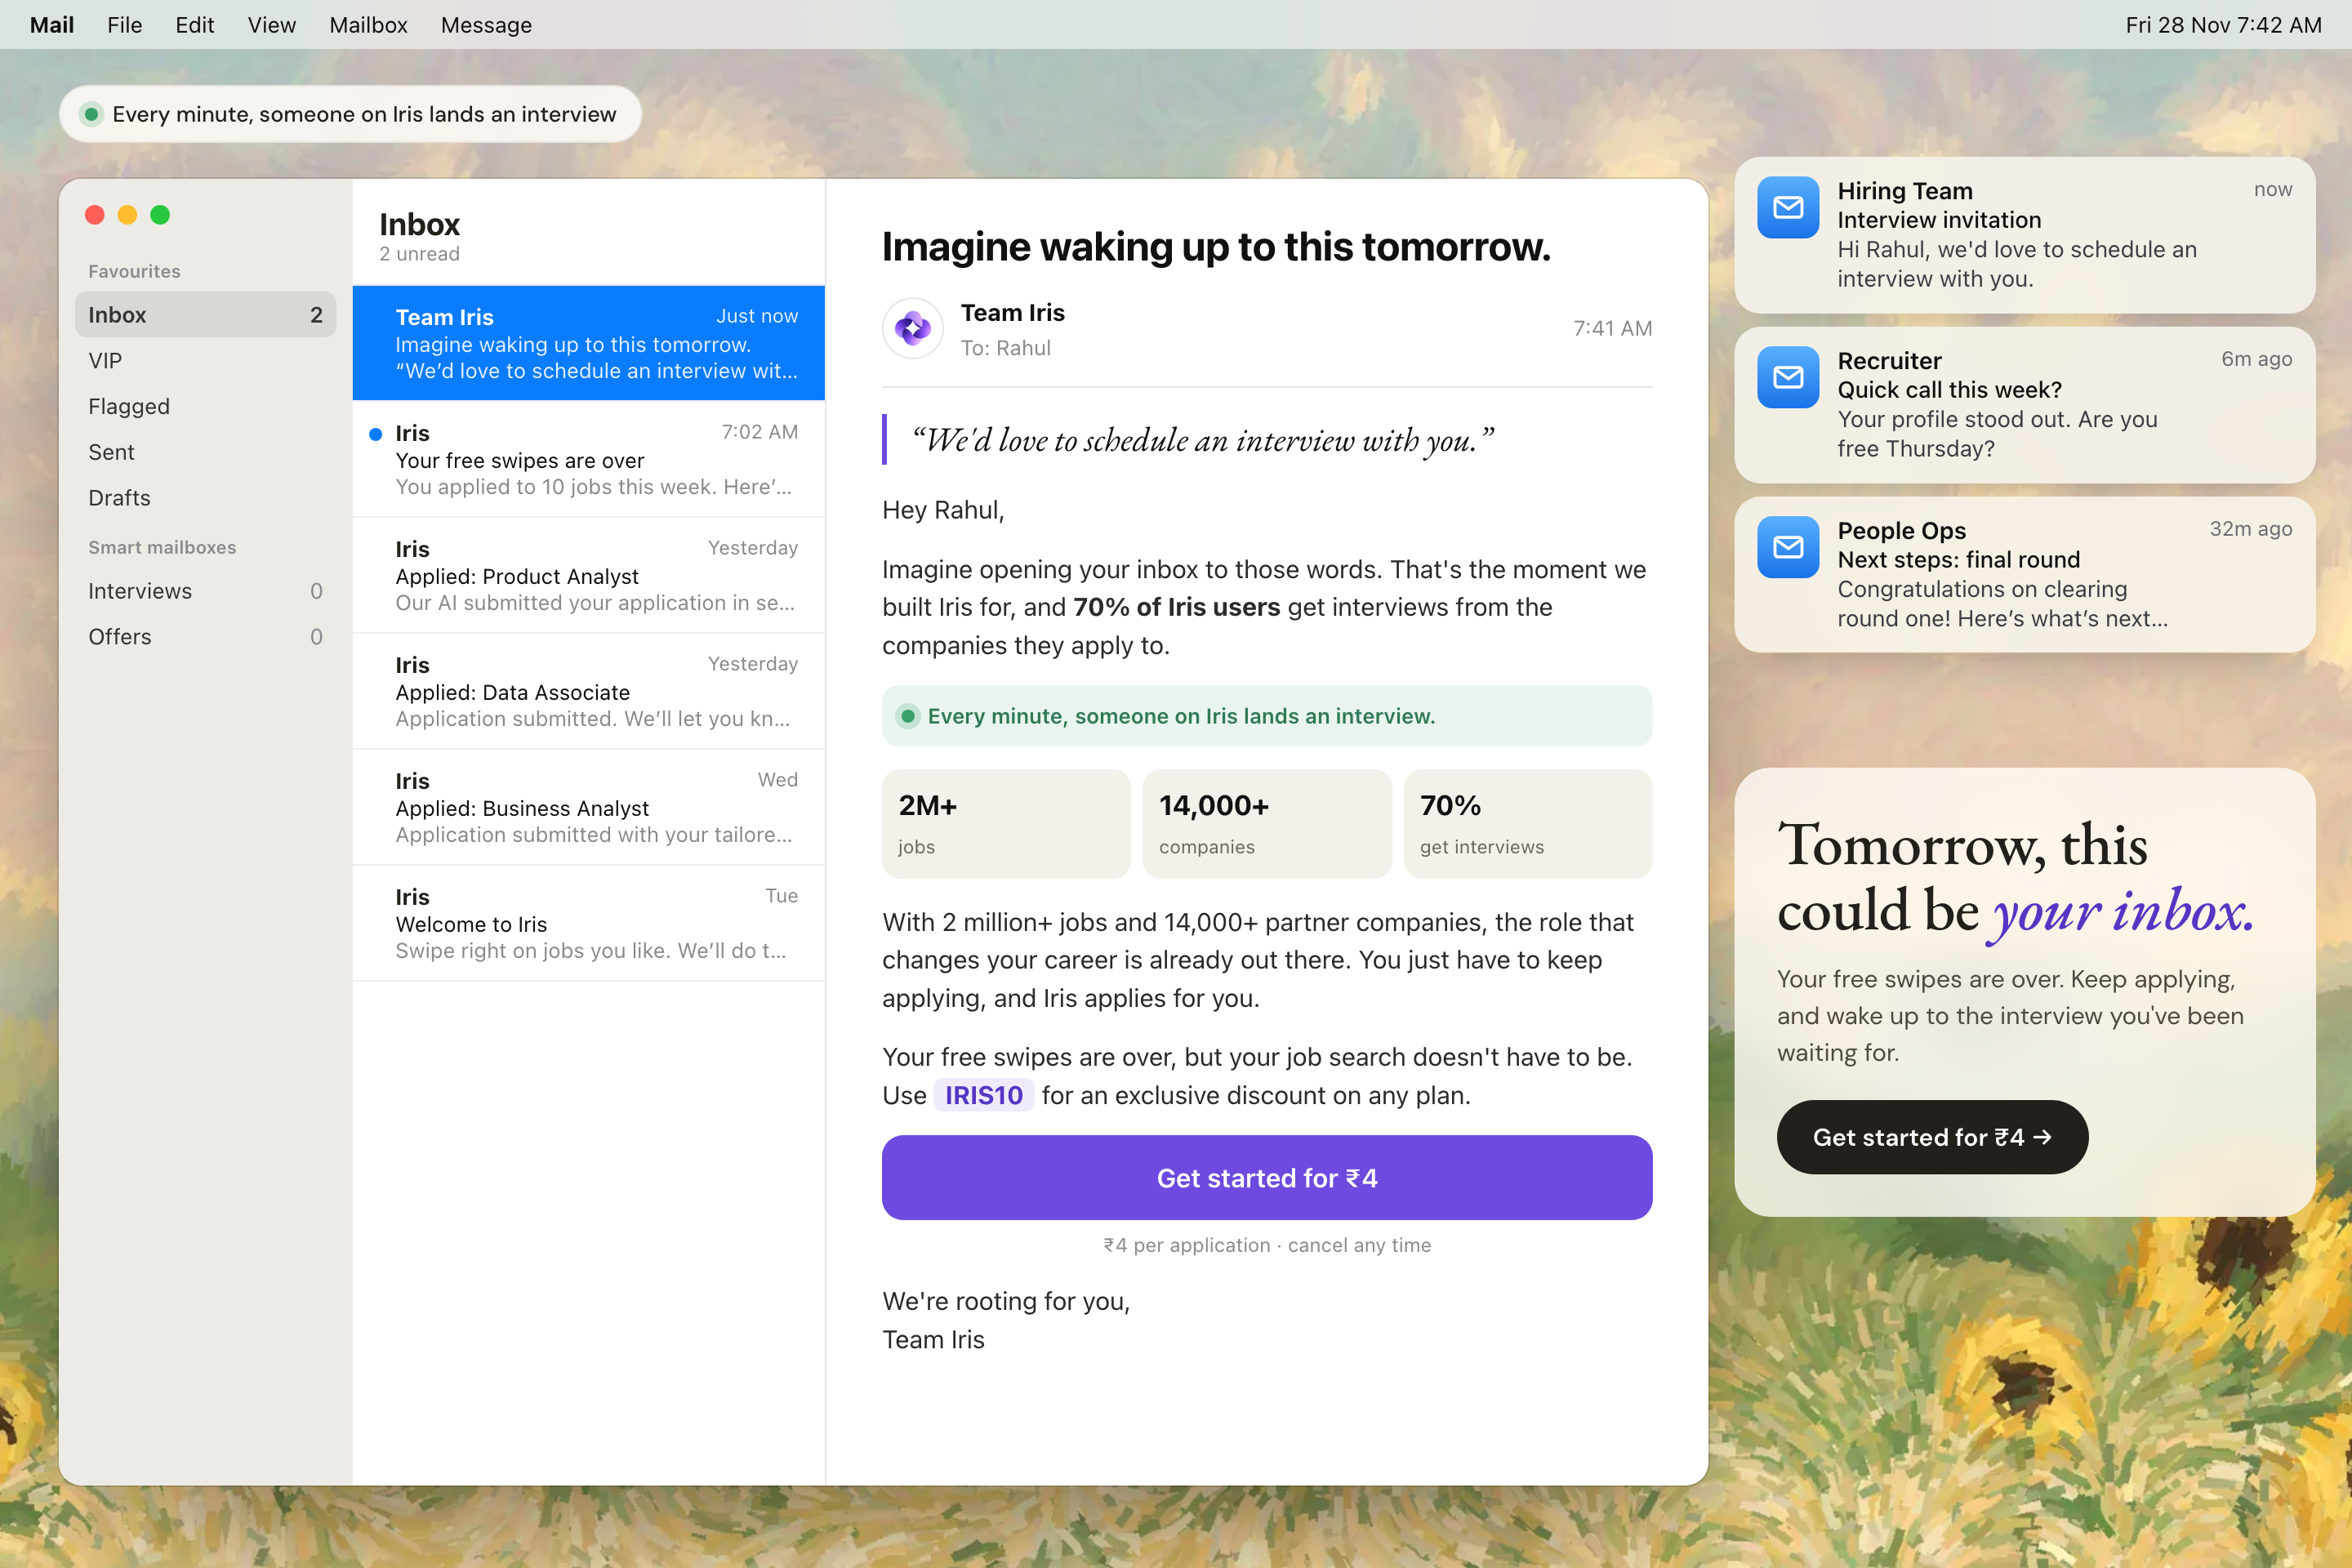 Mail File Edit View Mailbox Message
Fri 28 Nov 7:42 AM
Every minute, someone on Iris lands an interview
Favourites
Inbox 2
VIP
Flagged
Sent
Drafts
Smart mailboxes
Interviews 0
Offers 0
Inbox
2 unread
Team Iris Just now
Imagine waking up to this tomorrow.
“We’d love to schedule an interview wit...
Iris 7:02 AM
Your free swipes are over
You applied to 10 jobs this week. Here’...
Iris Yesterday
Applied: Product Analyst
Our AI submitted your application in se...
Iris Yesterday
Applied: Data Associate
Application submitted. We’ll let you kn...
Iris Wed
Applied: Business Analyst
Application submitted with your tailore...
Iris Tue
Welcome to Iris
Swipe right on jobs you like. We’ll do t...
Imagine waking up to this tomorrow.
Team Iris
To: Rahul
7:41 AM
“We'd love to schedule an interview with you.”
Hey Rahul,
Imagine opening your inbox to those words. That's the moment we
built Iris for, and 70% of Iris users get interviews from the
companies they apply to.
Every minute, someone on Iris lands an interview.
2M+
jobs
14,000+
companies
70%
get interviews
With 2 million+ jobs and 14,000+ partner companies, the role that
changes your career is already out there. You just have to keep
applying, and Iris applies for you.
Your free swipes are over, but your job search doesn't have to be.
Use IRIS10 for an exclusive discount on any plan.
Get started for ₹4
₹4 per application · cancel any time
We're rooting for you,
Team Iris
Hiring Team now
Interview invitation
Hi Rahul, we'd love to schedule an
interview with you.
Recruiter 6m ago
Quick call this week?
Your profile stood out. Are you
free Thursday?
People Ops 32m ago
Next steps: final round
Congratulations on clearing
round one! Here’s what’s next...
Tomorrow, this
could be your inbox.
Your free swipes are over. Keep applying,
and wake up to the interview you've been
waiting for.
Get started for ₹4 →